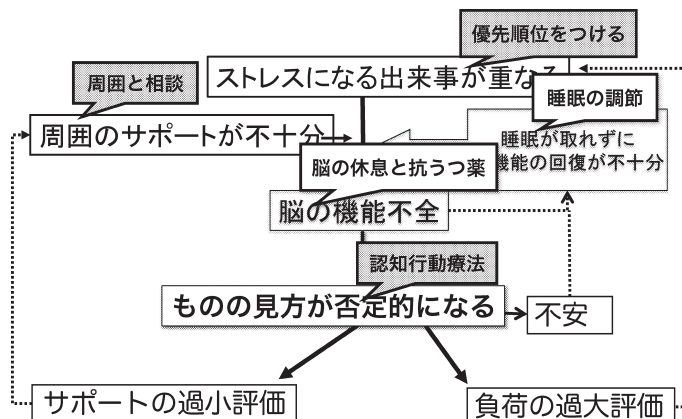 優先順位をつける
周囲と相談
ストレスになる出来事が重な
睡眠の調節
周囲のサポートが不十分
睡眠が取れずに
機能の回復が不十分
脳の休息と抗うつ薬
脳の機能不全
認知行動療法
ものの見方が否定的になる
不安
サポートの過小評価
負荷の過大評価